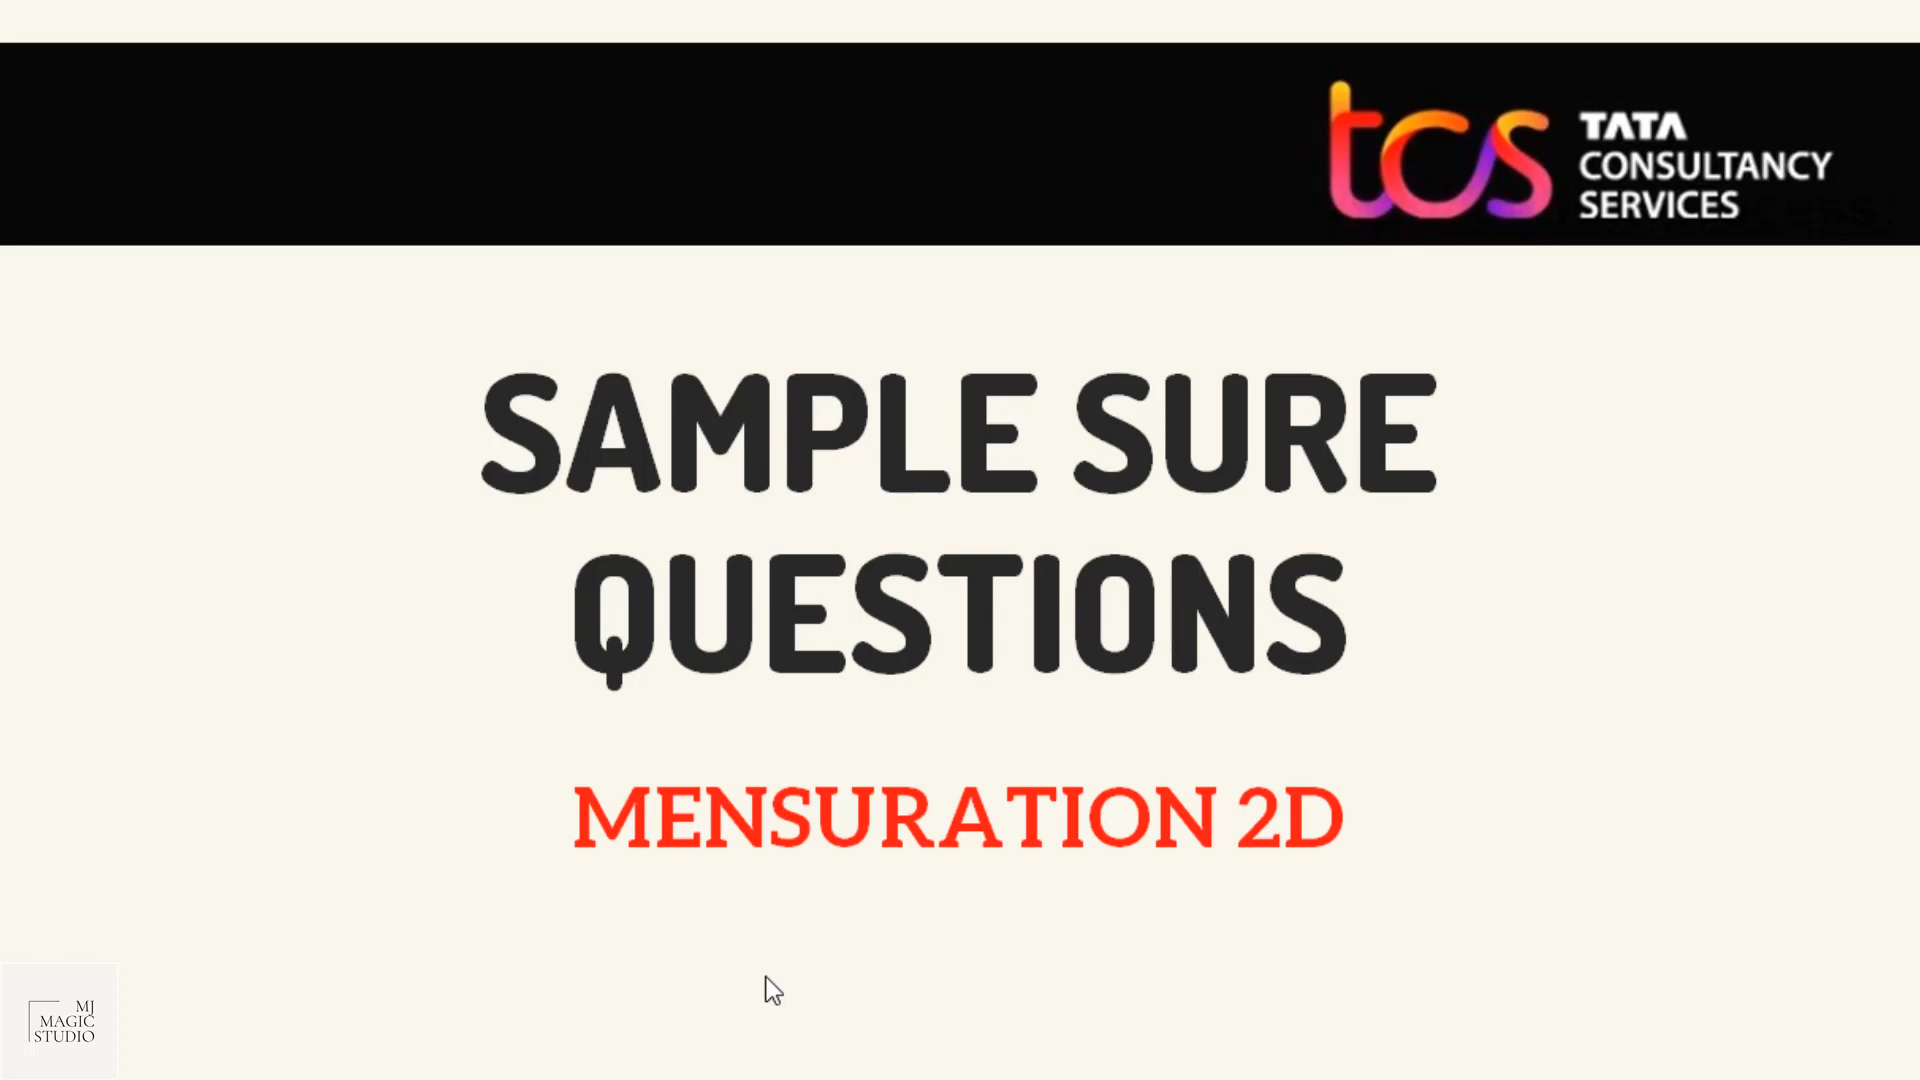 tcs
TATA
CONSULTANCY
SERVICES
SAMPLE SURE
QUESTIONS
MENSURATION 2D
MJ
MAGIC
STUDIO